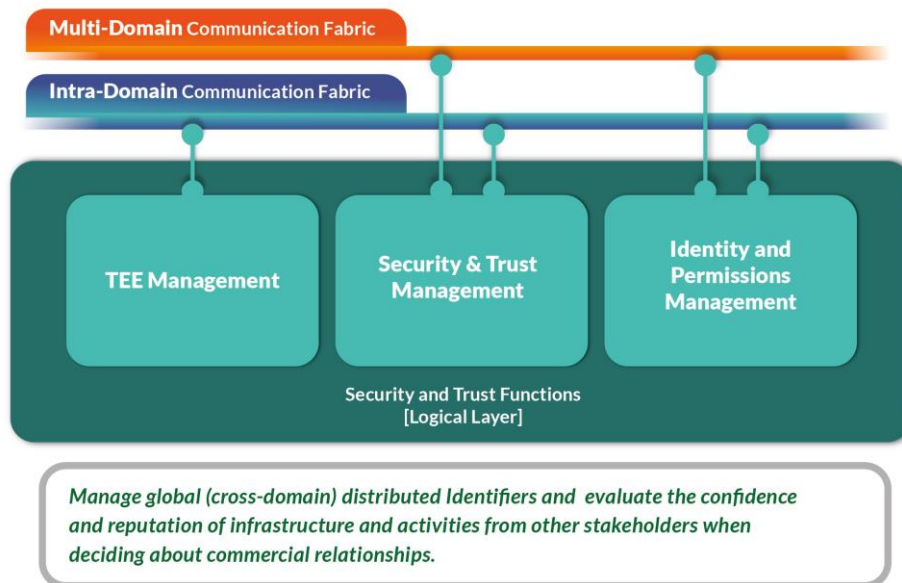 Multi-Domain Communication Fabric
Intra-Domain Communication Fabric
TEE Management
Security & Trust
Management
Identity and
Permissions
Management
Security and Trust Functions
[Logical Layer]
Manage global (cross-domain) distributed Identifiers and evaluate the confidence
and reputation of infrastructure and activities from other stakeholders when
deciding about commercial relationships.